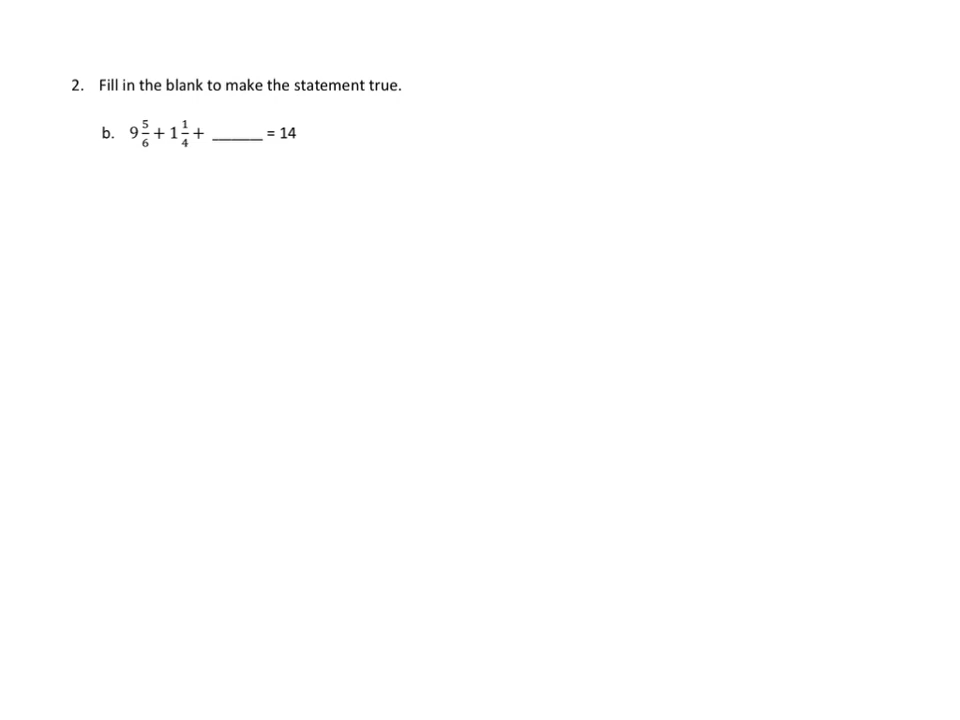 2. Fill in the blank to make the statement true.
b. 9 5/6 + 1 1/4 + ______ = 14